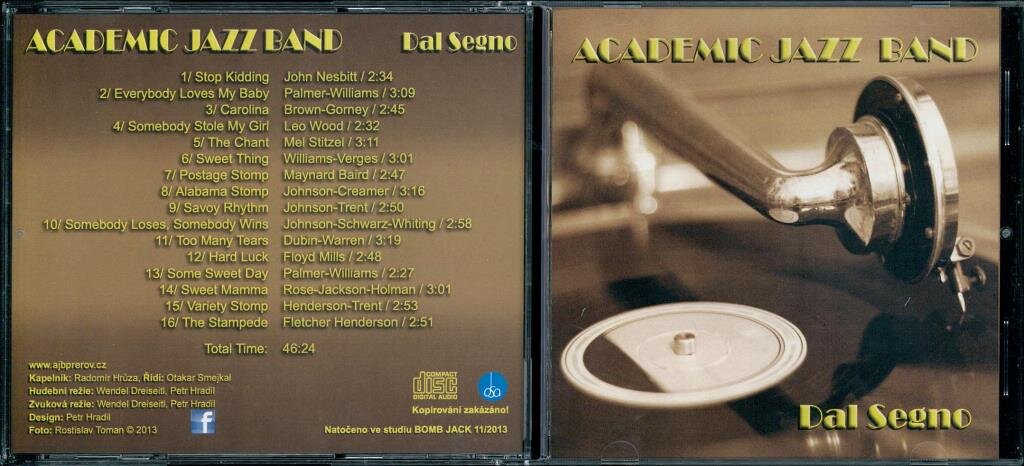 ACADEMIC JAZZ BAND Dal Segno
1/ Stop Kidding John Nesbitt / 2:34
2/ Everybody Loves My Baby Palmer-Williams / 3:09
3/ Carolina Brown-Gorney / 2:45
4/ Somebody Stole My Girl Leo Wood / 2:32
5/ The Chant Mel Stitzel / 3:11
6/ Sweet Thing Williams-Verges / 3:01
7/ Postage Stomp Maynard Baird / 2:47
8/ Alabama Stomp Johnson-Creamer / 3:16
9/ Savoy Rhythm Johnson-Trent / 2:50
10/ Somebody Loses, Somebody Wins Johnson-Schwarz-Whiting / 2:58
11/ Too Many Tears Dubin-Warren / 3:19
12/ Hard Luck Floyd Mills / 2:48
13/ Some Sweet Day Palmer-Williams / 2:27
14/ Sweet Mamma Rose-Jackson-Holman / 3:01
15/ Variety Stomp Henderson-Trent / 2:53
16/ The Stampede Fletcher Henderson / 2:51
Total Time: 46:24
www.ajbprerov.cz
Kapelník: Radomír Hrůza, Řídí: Otakar Smejkal
Hudební režie: Wendel Dreiseitl, Petr Hradil
Zvuková režie: Wendel Dreiseitl, Petr Hradil
Design: Petr Hradil
Foto: Rostislav Toman © 2013
f
COMPACT
disc
DIGITAL AUDIO
osa
Kopírování zakázáno!
Natočeno ve studiu BOMB JACK 11/2013
ACADEMIC JAZZ BAND
Dal Segno